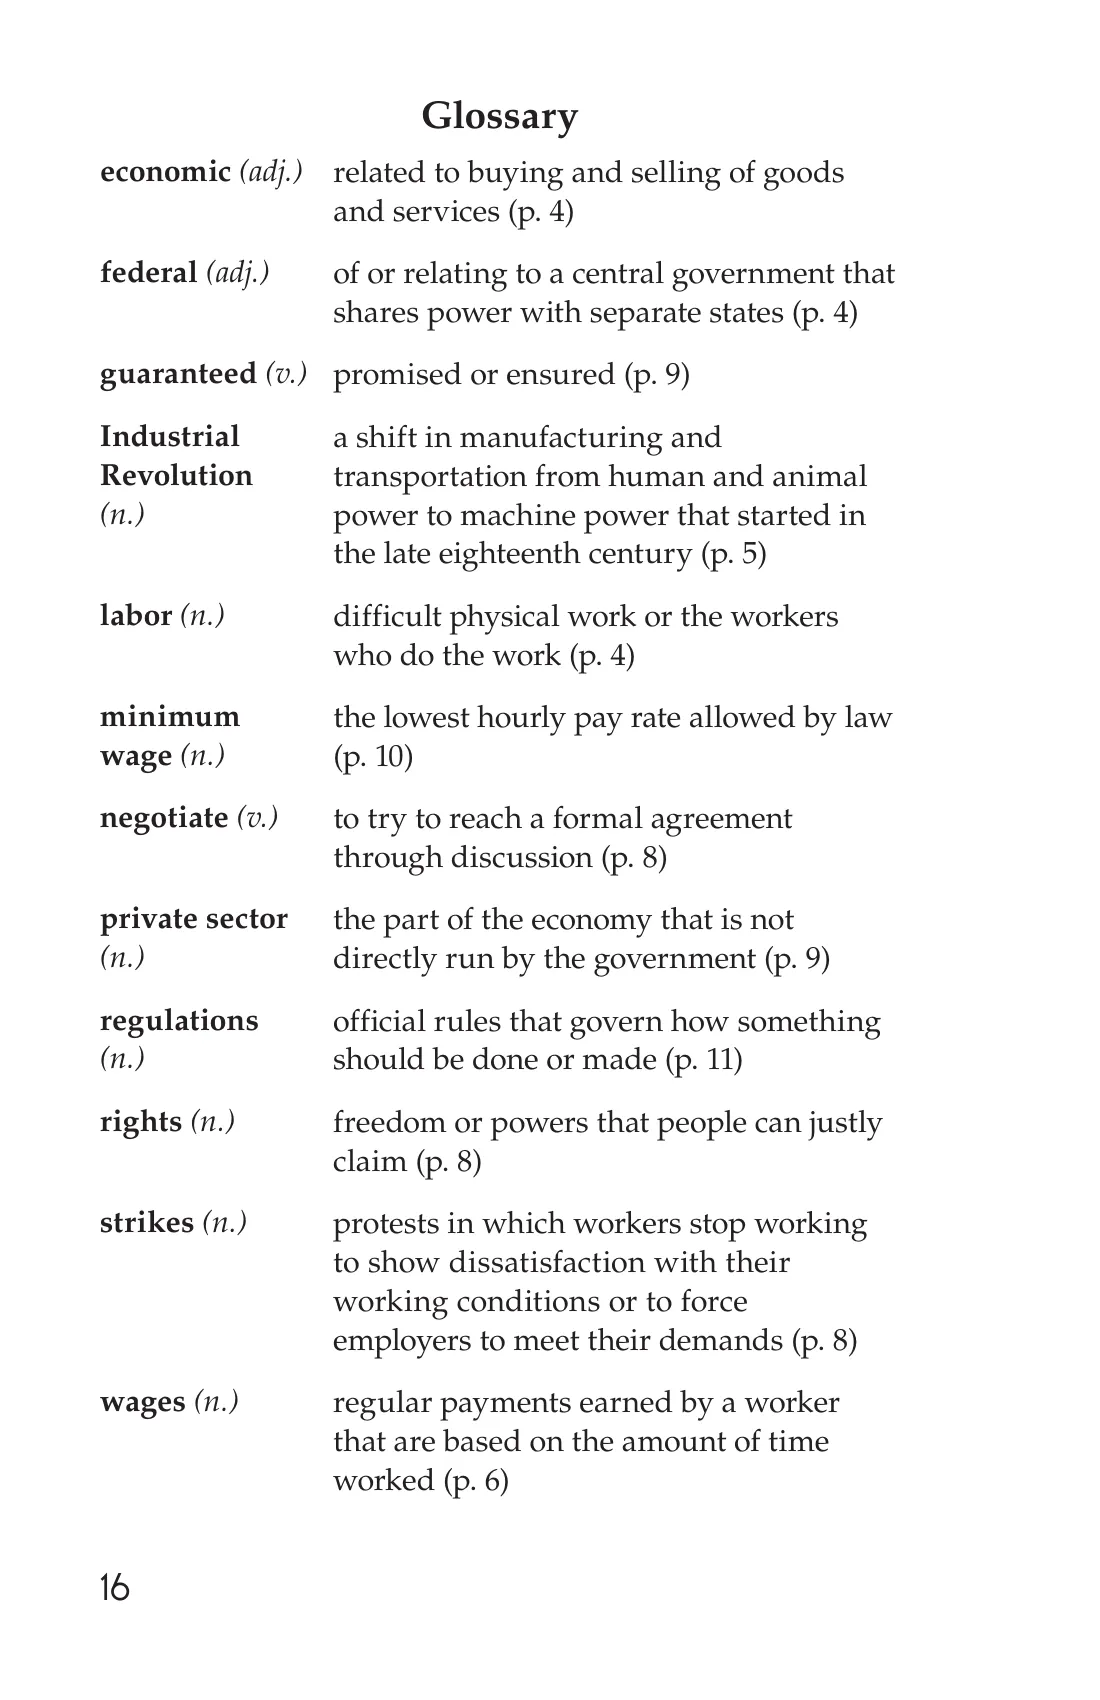 Glossary
economic (adj.) related to buying and selling of goods
and services (p. 4)
federal (adj.) of or relating to a central government that
shares power with separate states (p. 4)
guaranteed (v.) promised or ensured (p. 9)
Industrial a shift in manufacturing and
Revolution transportation from human and animal
(n.) power to machine power that started in
the late eighteenth century (p. 5)
labor (n.) difficult physical work or the workers
who do the work (p. 4)
minimum the lowest hourly pay rate allowed by law
wage (n.) (p. 10)
negotiate (v.) to try to reach a formal agreement
through discussion (p. 8)
private sector the part of the economy that is not
(n.) directly run by the government (p. 9)
regulations official rules that govern how something
(n.) should be done or made (p. 11)
rights (n.) freedom or powers that people can justly
claim (p. 8)
strikes (n.) protests in which workers stop working
to show dissatisfaction with their
working conditions or to force
employers to meet their demands (p. 8)
wages (n.) regular payments earned by a worker
that are based on the amount of time
worked (p. 6)
16